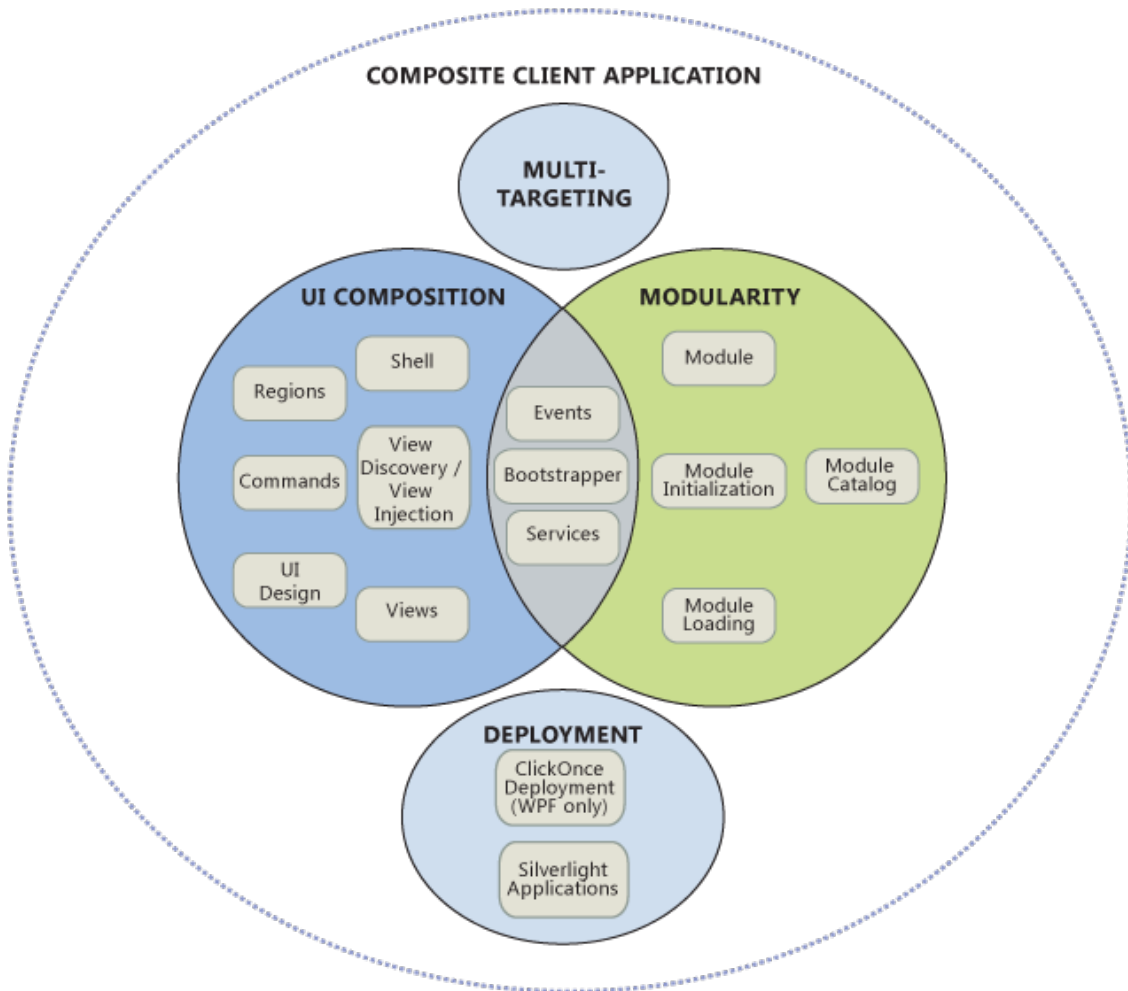 COMPOSITE CLIENT APPLICATION
MULTI-
TARGETING
UI COMPOSITION
Shell
Regions
View
Discovery /
View
Injection
Commands
UI
Design
Views
Events
Bootstrapper
Services
MODULARITY
Module
Module
Initialization
Module
Catalog
Module
Loading
DEPLOYMENT
ClickOnce
Deployment
(WPF only)
Silverlight
Applications